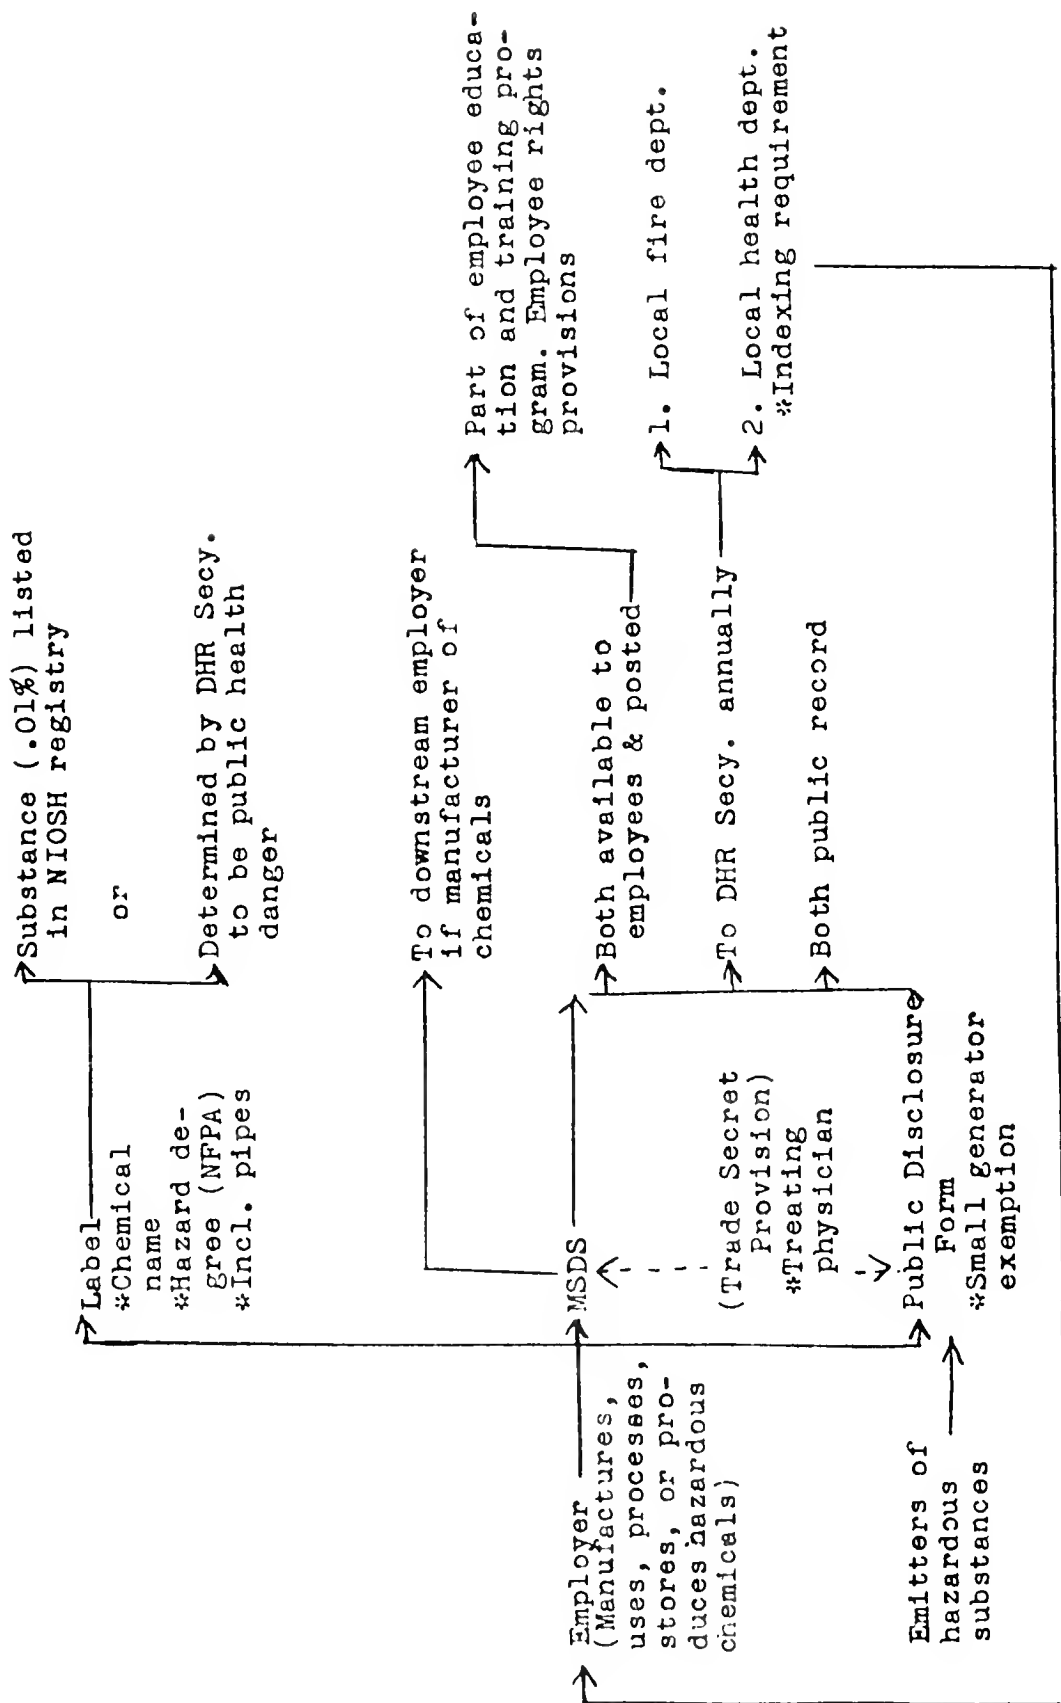 Employer
(Manufactures,
uses, processes,
stores, or pro-
duces hazardous
chemicals)
Emitters of
hazardous
substances
Label
*Chemical
name
*Hazard de-
gree (NFPA)
*Incl. pipes
MSDS
(Trade Secret
Provision)
*Treating
physician
Public Disclosure
Form
*Small generator
exemption
Substance (.01%) listed
in NIOSH registry
or
Determined by DHR Secy.
to be public health
danger
To downstream employer
if manufacturer of
chemicals
Both available to
employees & posted
To DHR Secy. annually
Both public record
Part of employee educa-
tion and training pro-
gram. Employee rights
provisions
1. Local fire dept.
2. Local health dept.
*Indexing requirement